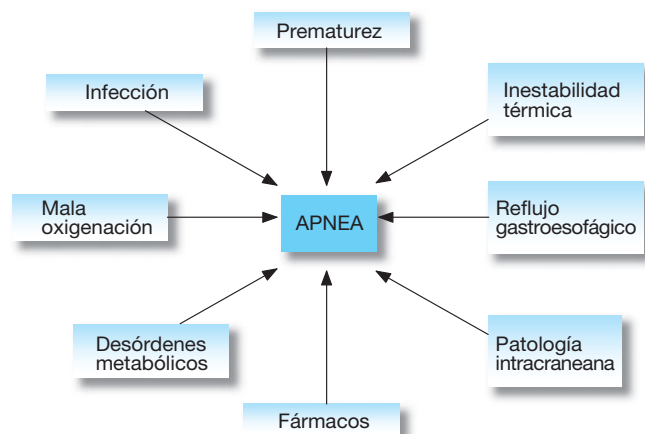 Prematurez
Infección
Inestabilidad
térmica
Mala
oxigenación
APNEA
Reflujo
gastroesofágico
Desórdenes
metabólicos
Patología
intracraneana
Fármacos